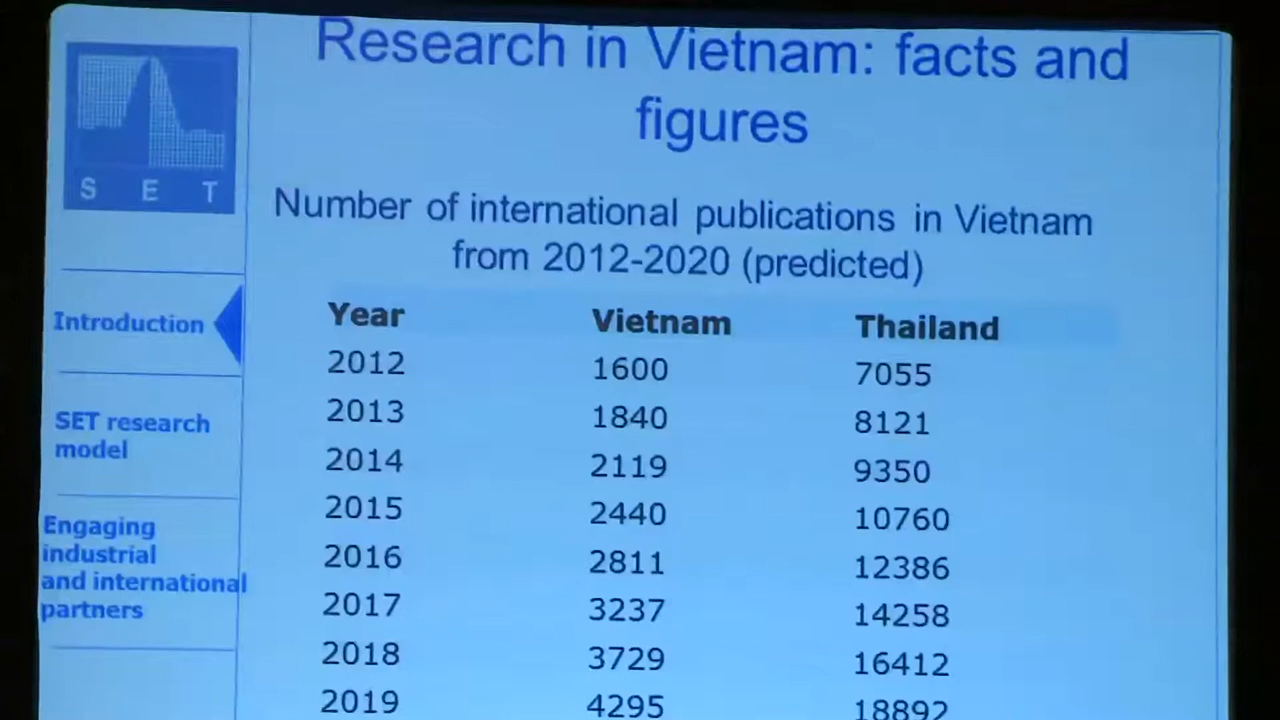 Research in Vietnam: facts and
figures
S E T
Number of international publications in Vietnam
from 2012-2020 (predicted)
Introduction
SET research
model
Engaging
industrial
and international
partners
Year Vietnam Thailand
2012 1600 7055
2013 1840 8121
2014 2119 9350
2015 2440 10760
2016 2811 12386
2017 3237 14258
2018 3729 16412
2019 4295 18892